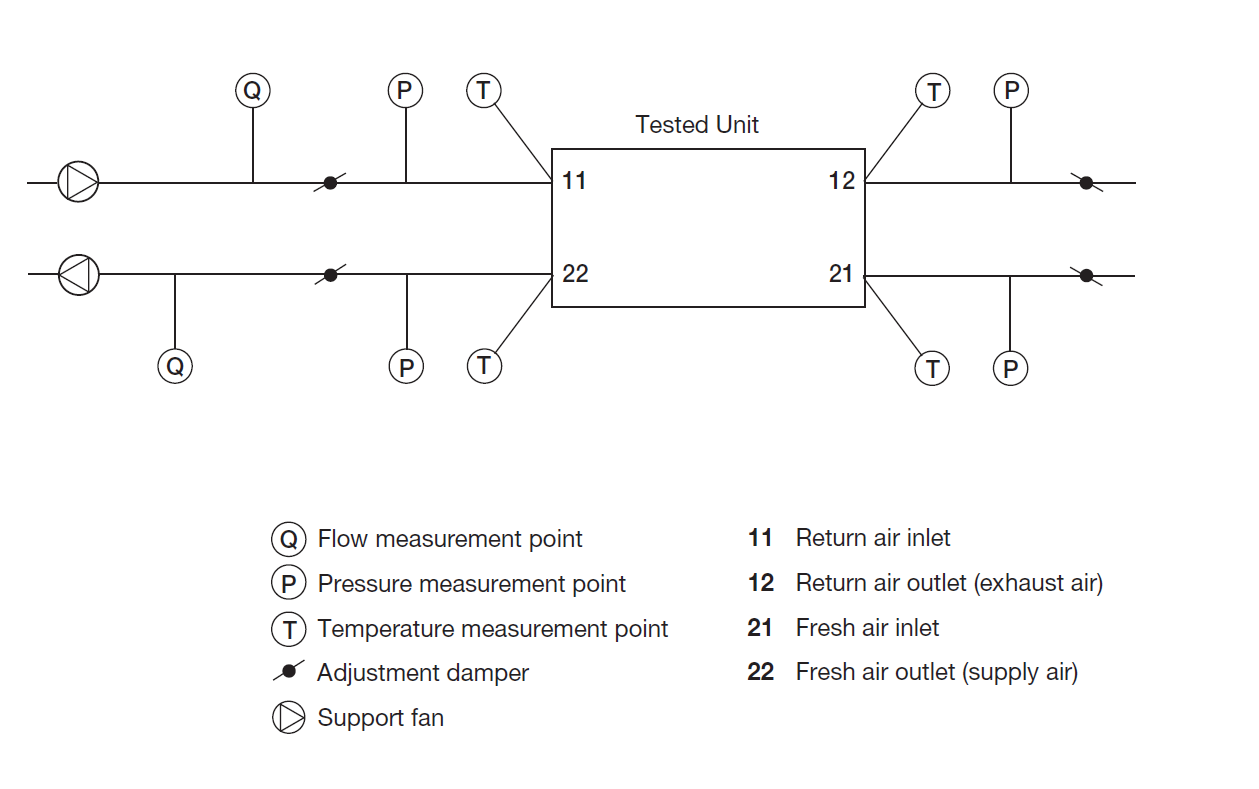 Q P T T P
Tested Unit
11 12
22 21
Q P T T P
Q Flow measurement point
P Pressure measurement point
T Temperature measurement point
Adjustment damper
Support fan
11 Return air inlet
12 Return air outlet (exhaust air)
21 Fresh air inlet
22 Fresh air outlet (supply air)